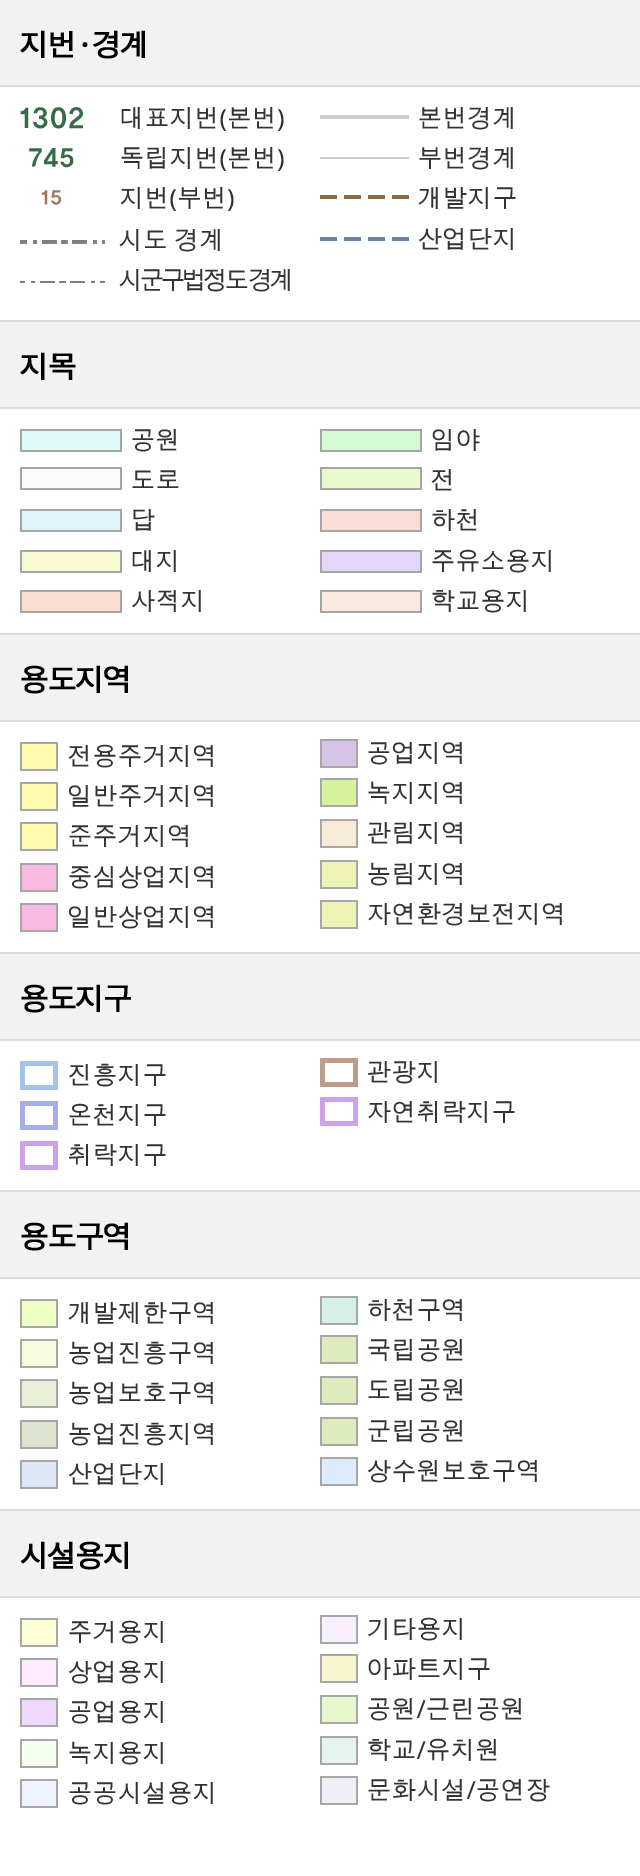 지번·경계
1302 대표지번(본번) 본번경계
745 독립지번(본번) 부번경계
15 지번(부번) 개발지구
시도 경계 산업단지
시군구법정도경계
지목
공원 임야
도로 전
답 하천
대지 주유소용지
사적지 학교용지
용도지역
전용주거지역 공업지역
일반주거지역 녹지지역
준주거지역 관림지역
중심상업지역 농림지역
일반상업지역 자연환경보전지역
용도지구
진흥지구 관광지
온천지구 자연취락지구
취락지구
용도구역
개발제한구역 하천구역
농업진흥구역 국립공원
농업보호구역 도립공원
농업진흥지역 군립공원
산업단지 상수원보호구역
시설용지
주거용지 기타용지
상업용지 아파트지구
공업용지 공원/근린공원
녹지용지 학교/유치원
공공시설용지 문화시설/공연장